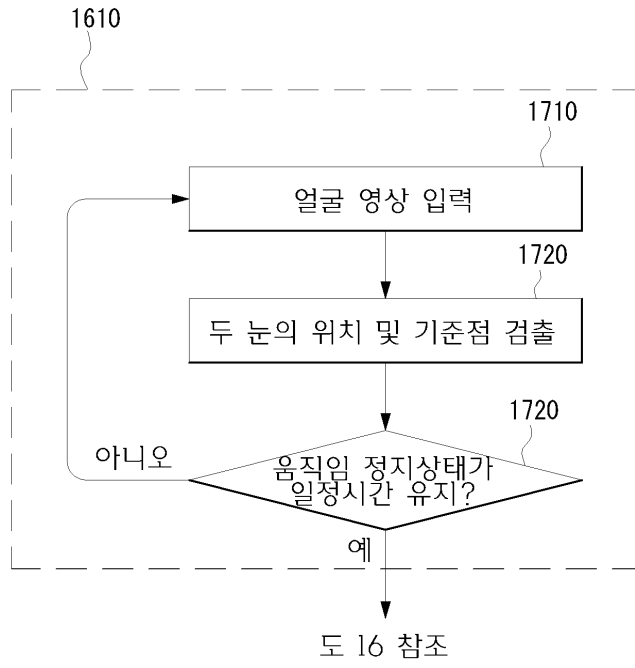 1610
1710
얼굴 영상 입력
1720
두 눈의 위치 및 기준점 검출
1720
움직임 정지상태가
일정시간 유지?
아니오
예
도 16 참조